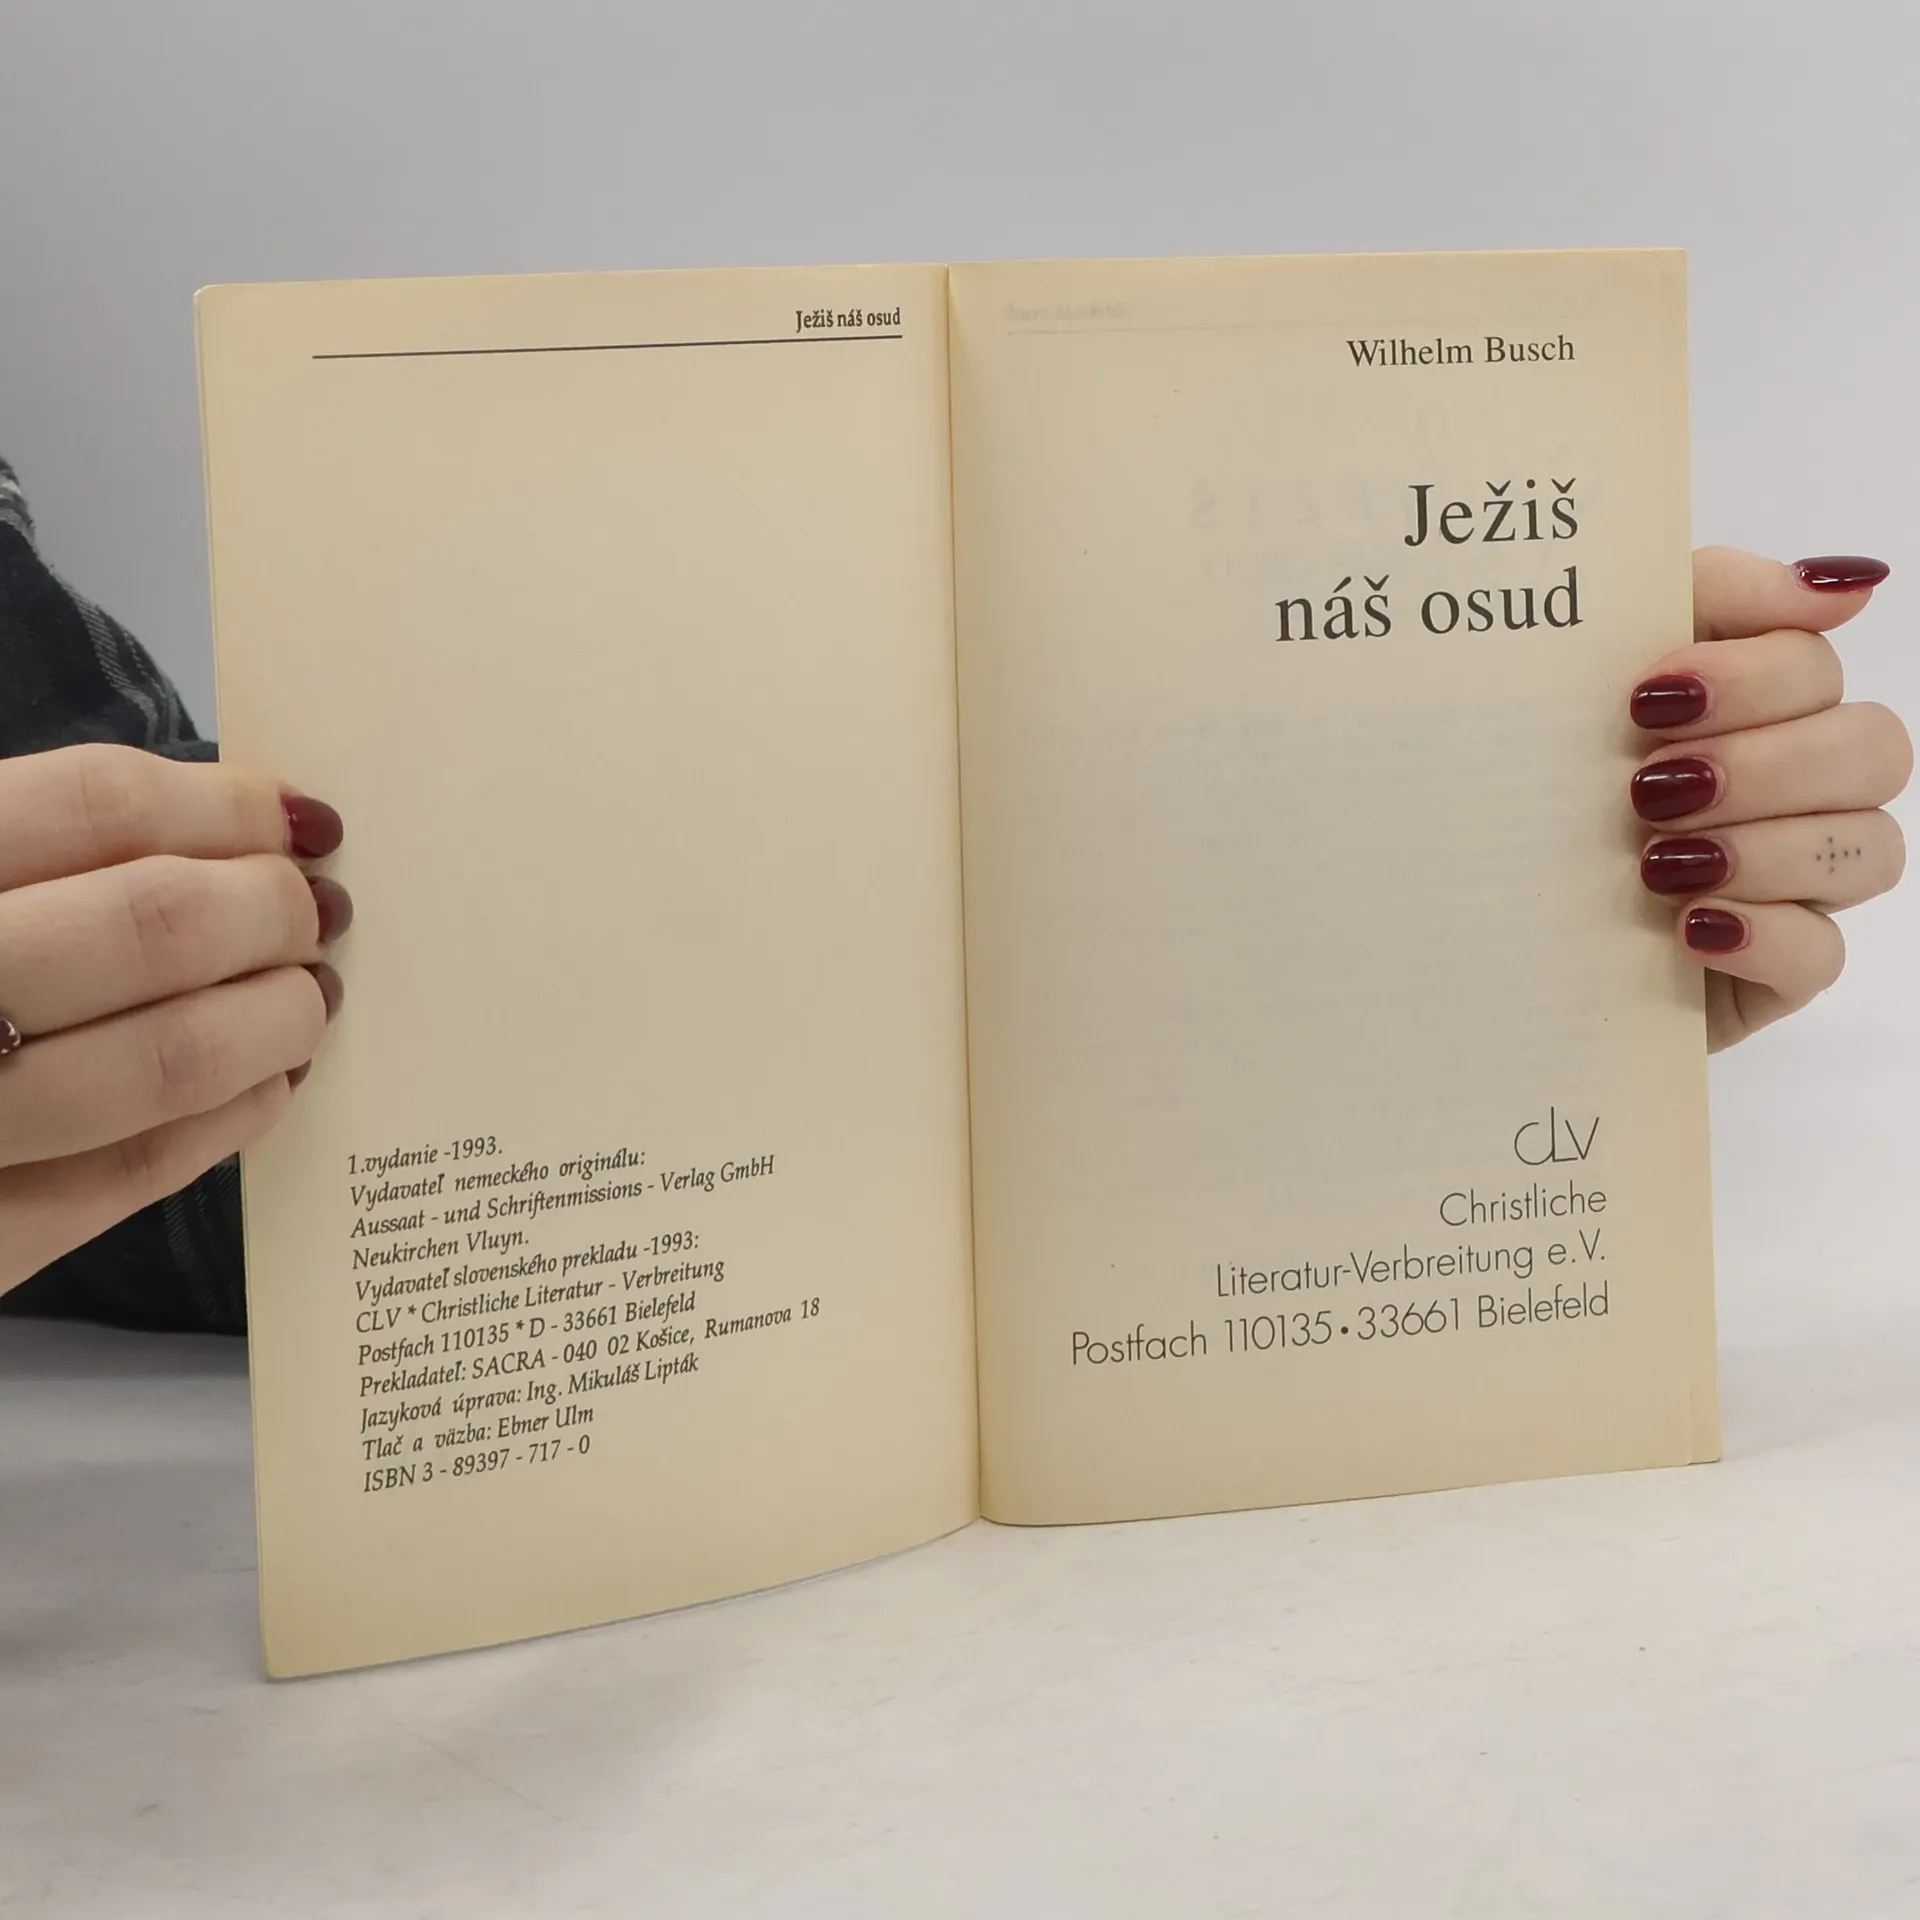 Ježiš náš osud
1.vydanie -1993.
Vydavateľ nemeckého originálu:
Aussaat - und Schriftenmissions - Verlag GmbH
Neukirchen Vluyn.
Vydavateľ slovenského prekladu -1993:
CLV * Christliche Literatur - Verbreitung
Postfach 110135 * D - 33661 Bielefeld
Prekladateľ: SACRA - 040 02 Košice, Rumanova 18
Jazyková úprava: Ing. Mikuláš Lipták
Tlač a väzba: Ebner Ulm
ISBN 3 - 89397 - 717 - 0
Wilhelm Busch
Ježiš
náš osud
CLV
Christliche
Literatur-Verbreitung e.V.
Postfach 110135 • 33661 Bielefeld